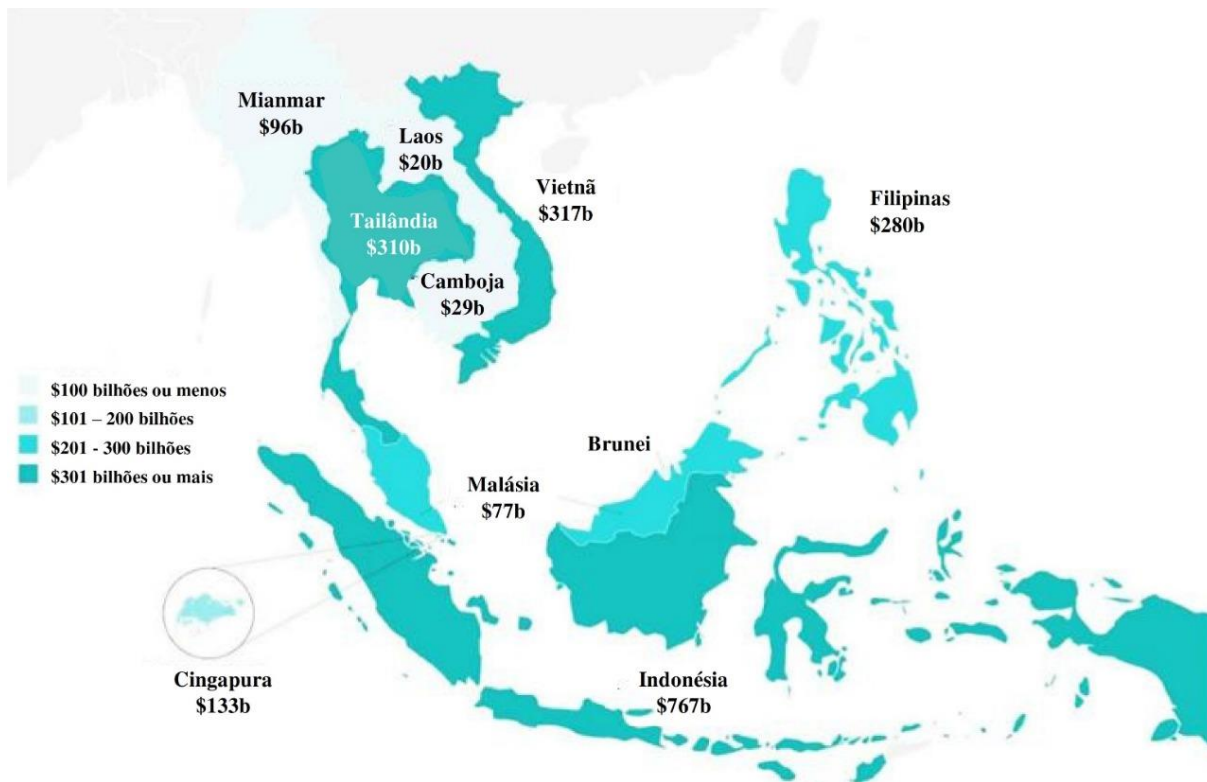 Mianmar
$96b
Laos
$20b
Vietnã
$317b
Filipinas
$280b
Tailândia
$310b
Camboja
$29b
$100 bilhões ou menos
$101 – 200 bilhões
$201 - 300 bilhões
$301 bilhões ou mais
Brunei
Malásia
$77b
Cingapura
$133b
Indonésia
$767b